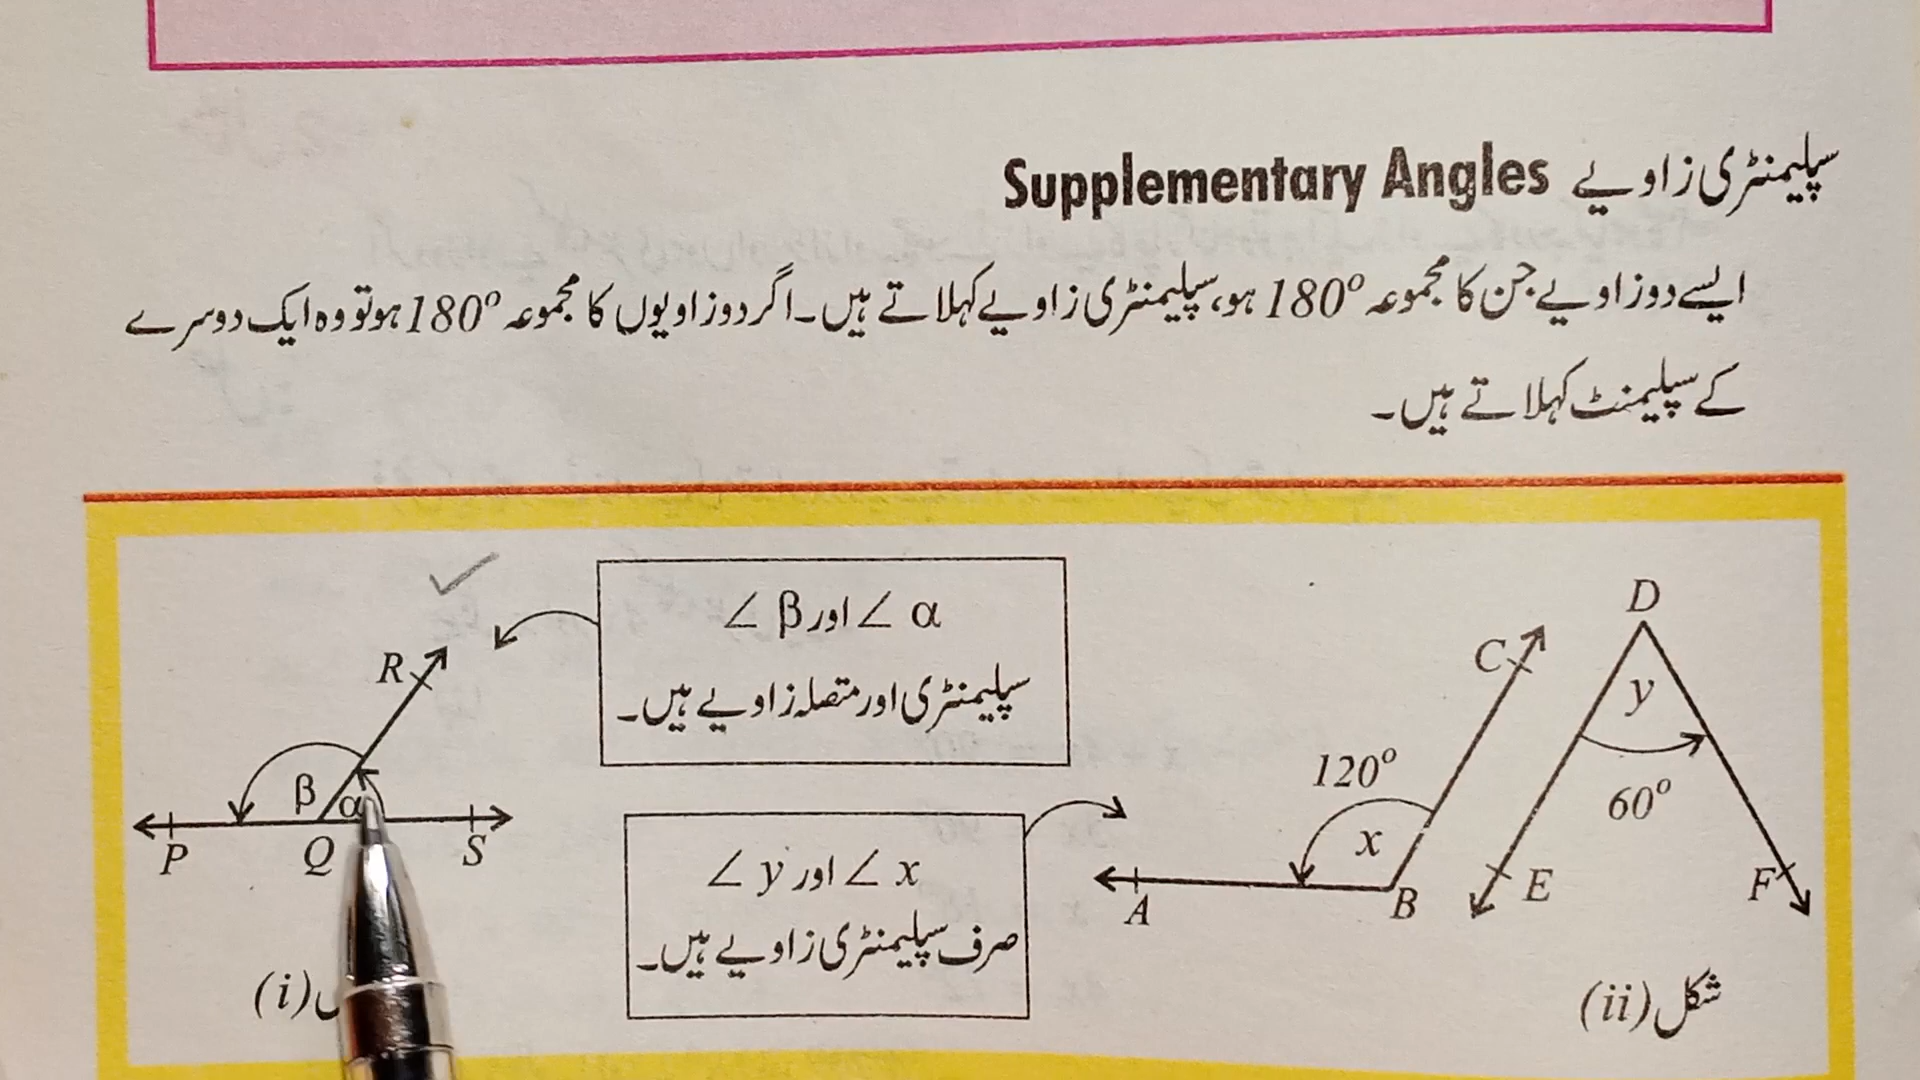 سپلیمنٹری زاویے Supplementary Angles
ایسے دو زاویے جن کا مجموعہ 180° ہو، سپلیمنٹری زاویے کہلاتے ہیں۔ اگر دو زاویوں کا مجموعہ 180° ہو تو وہ ایک دوسرے
کے سپلیمنٹ کہلاتے ہیں۔
∠ α اور ∠ β
سپلیمنٹری اور متصلہ زاویے ہیں۔
R
β
α
P
Q
S
(i)
∠ x اور ∠ y
صرف سپلیمنٹری زاویے ہیں۔
C
120°
x
A
B
D
y
60°
E
F
شکل (ii)